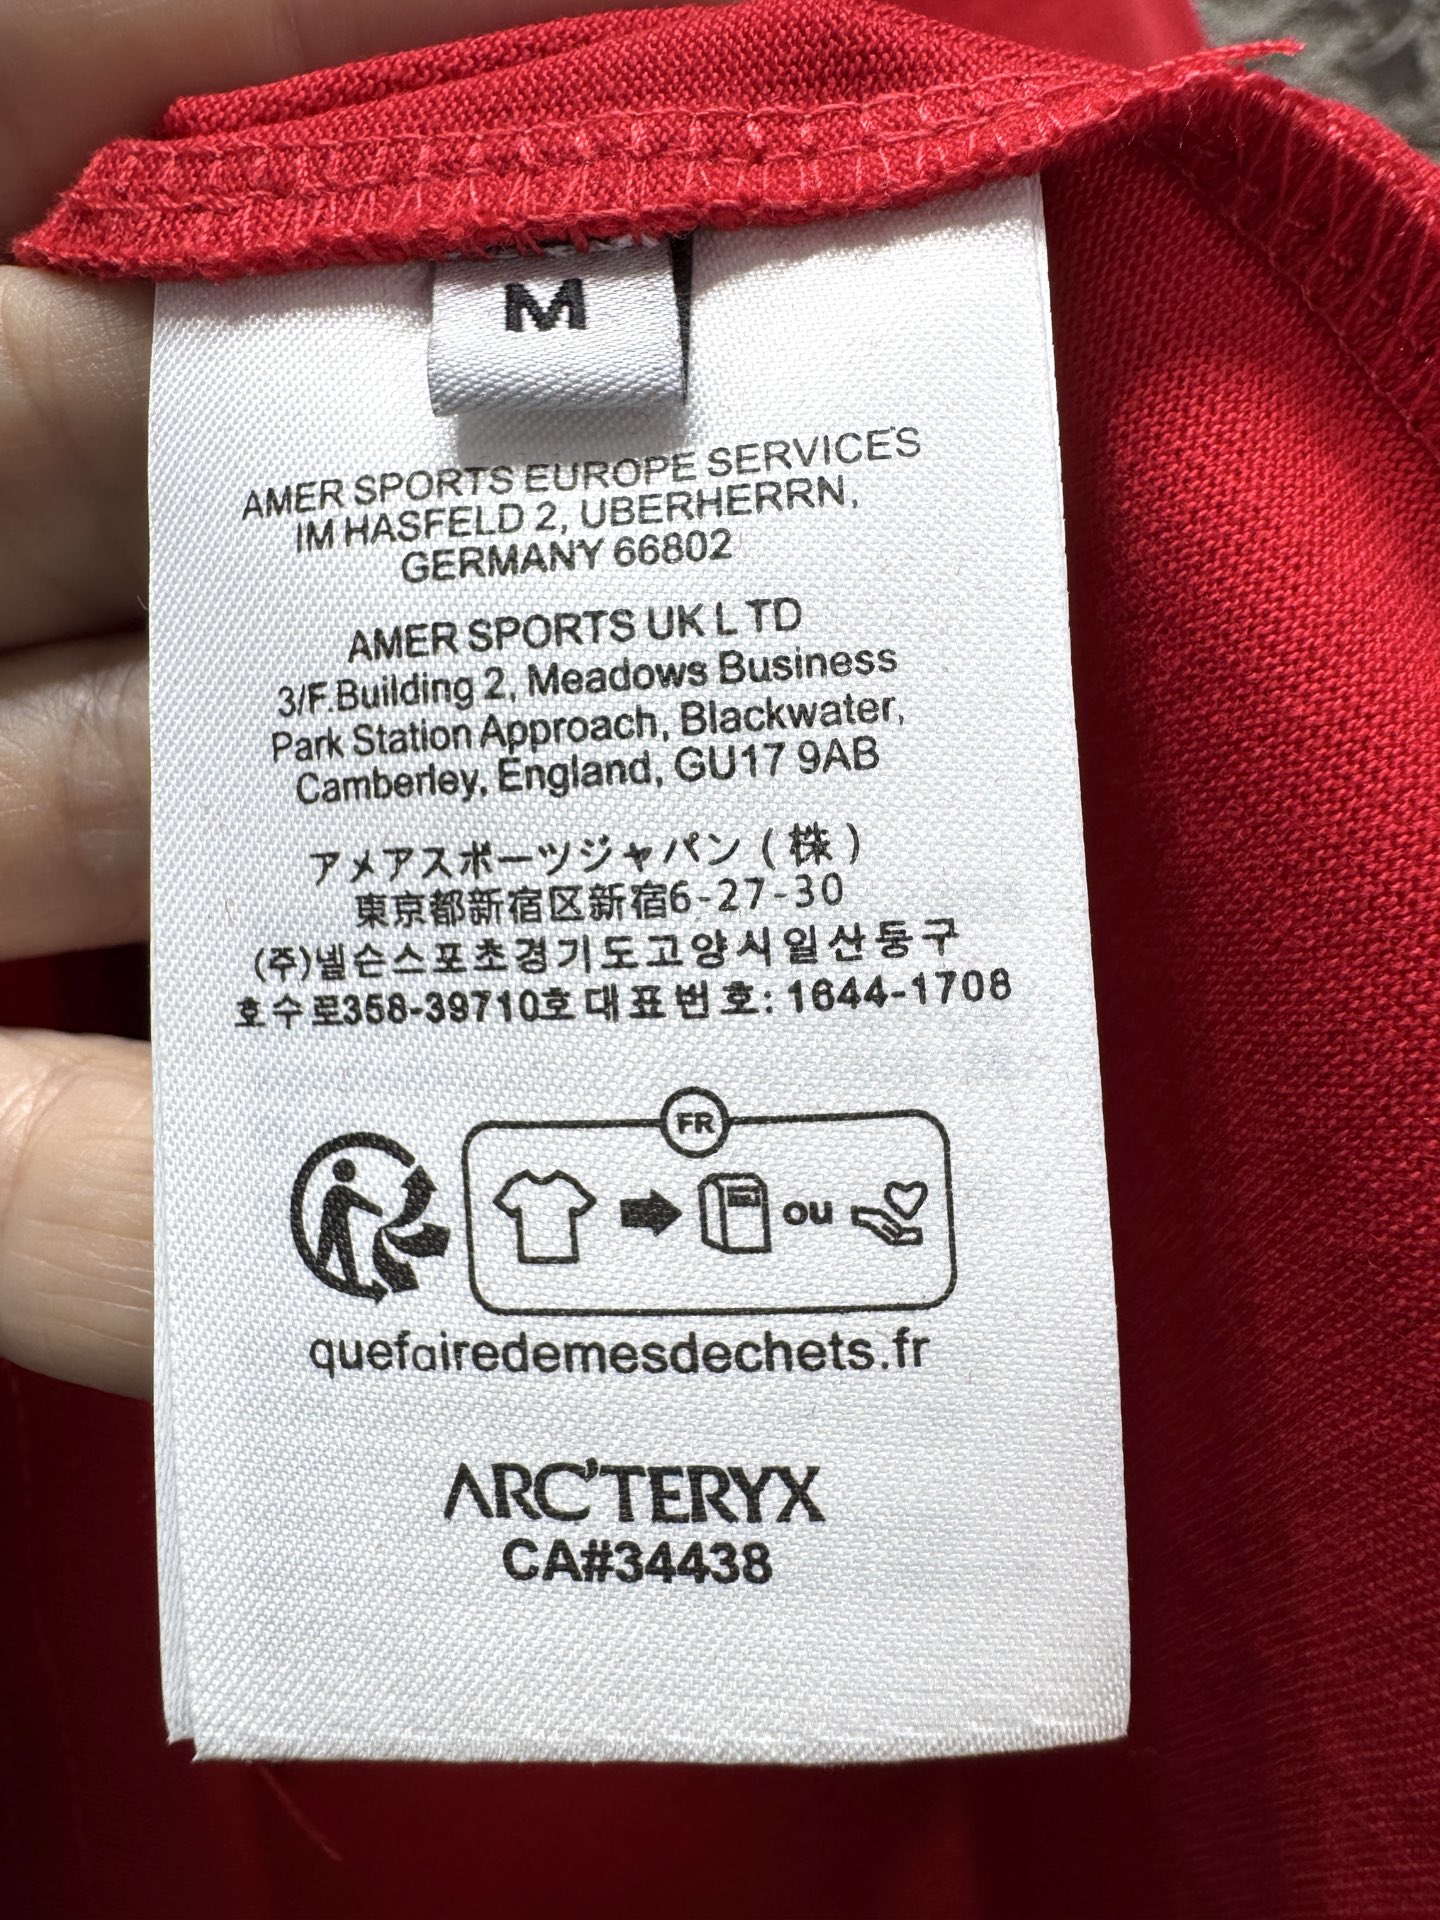 M
AMER SPORTS EUROPE SERVICES
IM HASFELD 2, UBERHERRN,
GERMANY 66802
AMER SPORTS UK L TD
3/F.Building 2, Meadows Business
Park Station Approach, Blackwater,
Camberley, England, GU17 9AB
アメアスポーツジャパン（株）
東京都新宿区新宿6-27-30
(주)넬슨스포츠경기도고양시일산동구
호수로358-39710호대표번호: 1644-1708
FR
ou
quefairedemesdechets.fr
ARC'TERYX
CA#34438